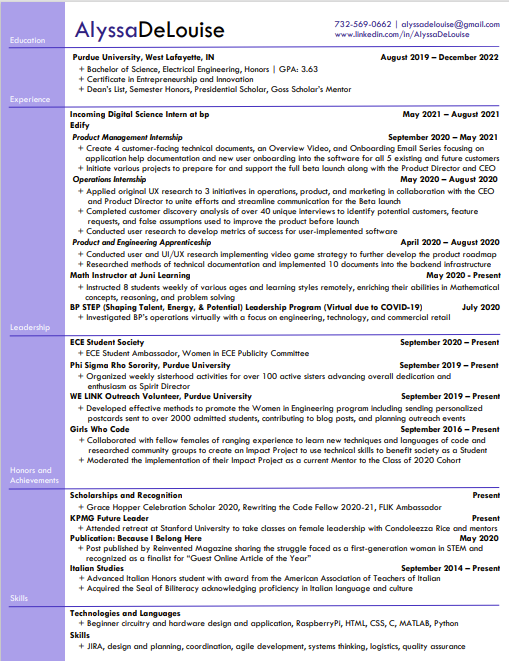 AlyssaDeLouise
732-569-0662 | alyssadelouise@gmail.com
www.linkedin.com/in/AlyssaDeLouise
Education
Purdue University, West Lafayette, IN August 2019 – December 2022
+ Bachelor of Science, Electrical Engineering, Honors | GPA: 3.63
+ Certificate in Entrepreneurship and Innovation
+ Dean's List, Semester Honors, Presidential Scholar, Goss Scholar's Mentor
Experience
Incoming Digital Science Intern at bp May 2021 – August 2021
Edify
Product Management Internship September 2020 – May 2021
+ Create 4 customer-facing technical documents, an Overview Video, and Onboarding Email Series focusing on
application help documentation and new user onboarding into the software for all 5 existing and future customers
+ Initiate various projects to prepare for and support the full beta launch along with the Product Director and CEO
Operations Internship May 2020 – August 2020
+ Applied original UX research to 3 initiatives in operations, product, and marketing in collaboration with the CEO
and Product Director to unite efforts and streamline communication for the Beta launch
+ Completed customer discovery analysis of over 40 unique interviews to identify potential customers, feature
requests, and false assumptions used to improve the product before launch
+ Conducted user research to develop metrics of success for user-implemented software
Product and Engineering Apprenticeship April 2020 – August 2020
+ Conducted user and UI/UX research implementing video game strategy to further develop the product roadmap
+ Researched methods of technical documentation and implemented 10 documents into the backend infrastructure
Math Instructor at Juni Learning May 2020 - Present
+ Instructed 8 students weekly of various ages and learning styles remotely, enriching their abilities in Mathematical
concepts, reasoning, and problem solving
BP STEP (Shaping Talent, Energy, & Potential) Leadership Program (Virtual due to COVID-19) July 2020
+ Investigated BP's operations virtually with a focus on engineering, technology, and commercial retail
Leadership
ECE Student Society September 2020 – Present
+ ECE Student Ambassador, Women in ECE Publicity Committee
Phi Sigma Rho Sorority, Purdue University September 2019 – Present
+ Organized weekly sisterhood activities for over 100 active sisters advancing overall dedication and
enthusiasm as Spirit Director
WE LINK Outreach Volunteer, Purdue University September 2019 – Present
+ Developed effective methods to promote the Women in Engineering program including sending personalized
postcards sent to over 2000 admitted students, contributing to blog posts, and planning outreach events
Girls Who Code September 2016 – Present
+ Collaborated with fellow females of ranging experience to learn new techniques and languages of code and
researched community groups to create an Impact Project to use technical skills to benefit society as a Student
+ Moderated the implementation of their Impact Project as a current Mentor to the Class of 2020 Cohort
Honors and
Achievements
Scholarships and Recognition Present
+ Grace Hopper Celebration Scholar 2020, Rewriting the Code Fellow 2020-21, FLIK Ambassador
KPMG Future Leader Present
+ Attended retreat at Stanford University to take classes on female leadership with Condoleezza Rice and mentors
Publication: Because I Belong Here May 2020
+ Post published by Reinvented Magazine sharing the struggle faced as a first-generation woman in STEM and
recognized as a finalist for "Guest Online Article of the Year"
Italian Studies September 2014 – Present
+ Advanced Italian Honors student with award from the American Association of Teachers of Italian
+ Acquired the Seal of Biliteracy acknowledging proficiency in Italian language and culture
Skills
Technologies and Languages
+ Beginner circuitry and hardware design and application, RaspberryPi, HTML, CSS, C, MATLAB, Python
Skills
+ JIRA, design and planning, coordination, agile development, systems thinking, logistics, quality assurance